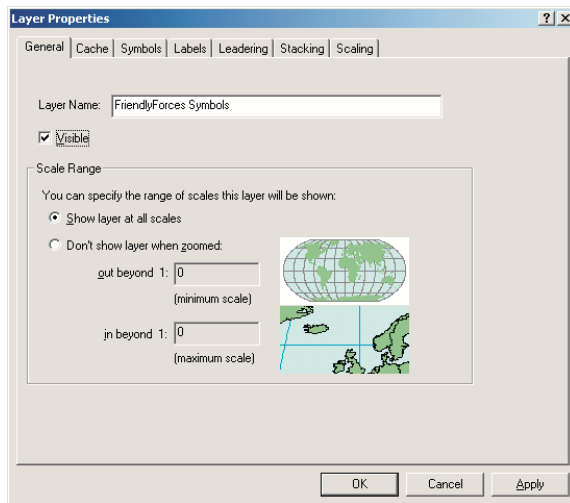 Layer Properties
General Cache Symbols Labels Leadering Stacking Scaling
Layer Name: FriendlyForces Symbols
Visible
Scale Range
You can specify the range of scales this layer will be shown:
Show layer at all scales
Don't show layer when zoomed:
out beyond 1: 0
(minimum scale)
in beyond 1: 0
(maximum scale)
OK Cancel Apply